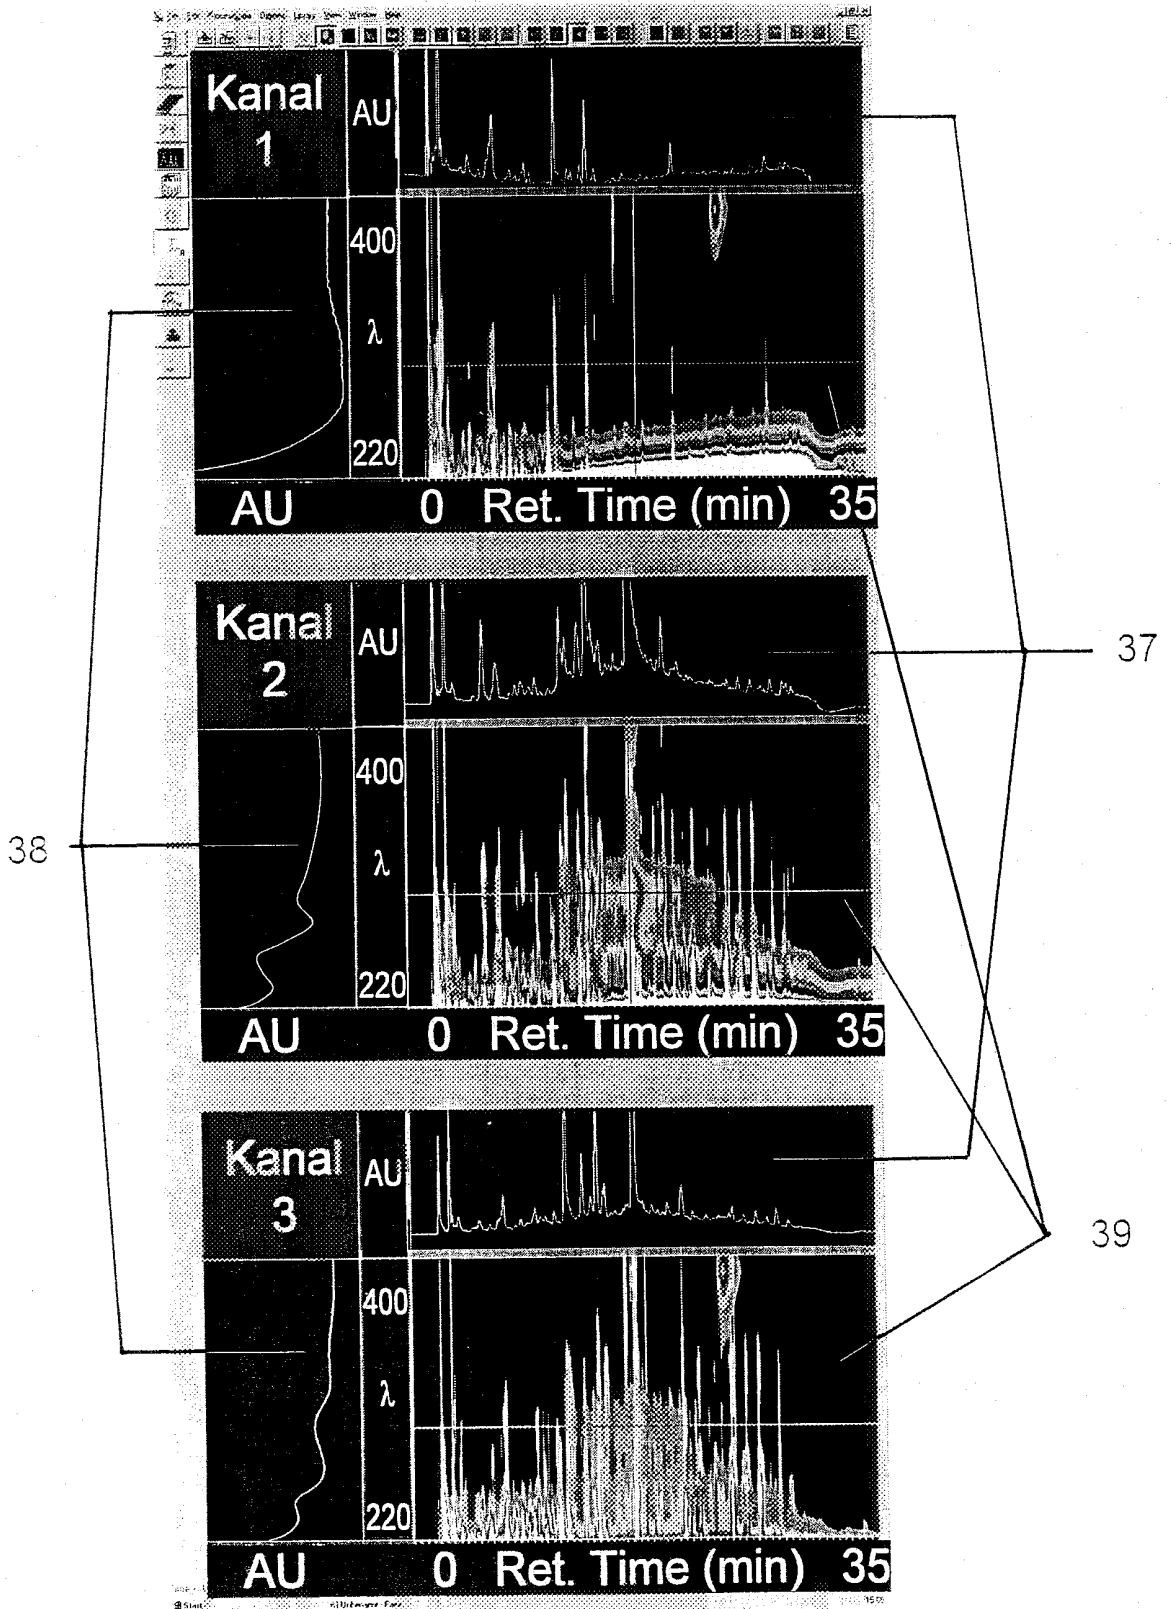 Kanal
1
AU
400
λ
220
AU
0 Ret. Time (min) 35
Kanal
2
AU
400
λ
220
AU
0 Ret. Time (min) 35
37
38
Kanal
3
AU
400
λ
220
AU
0 Ret. Time (min) 35
39
Start